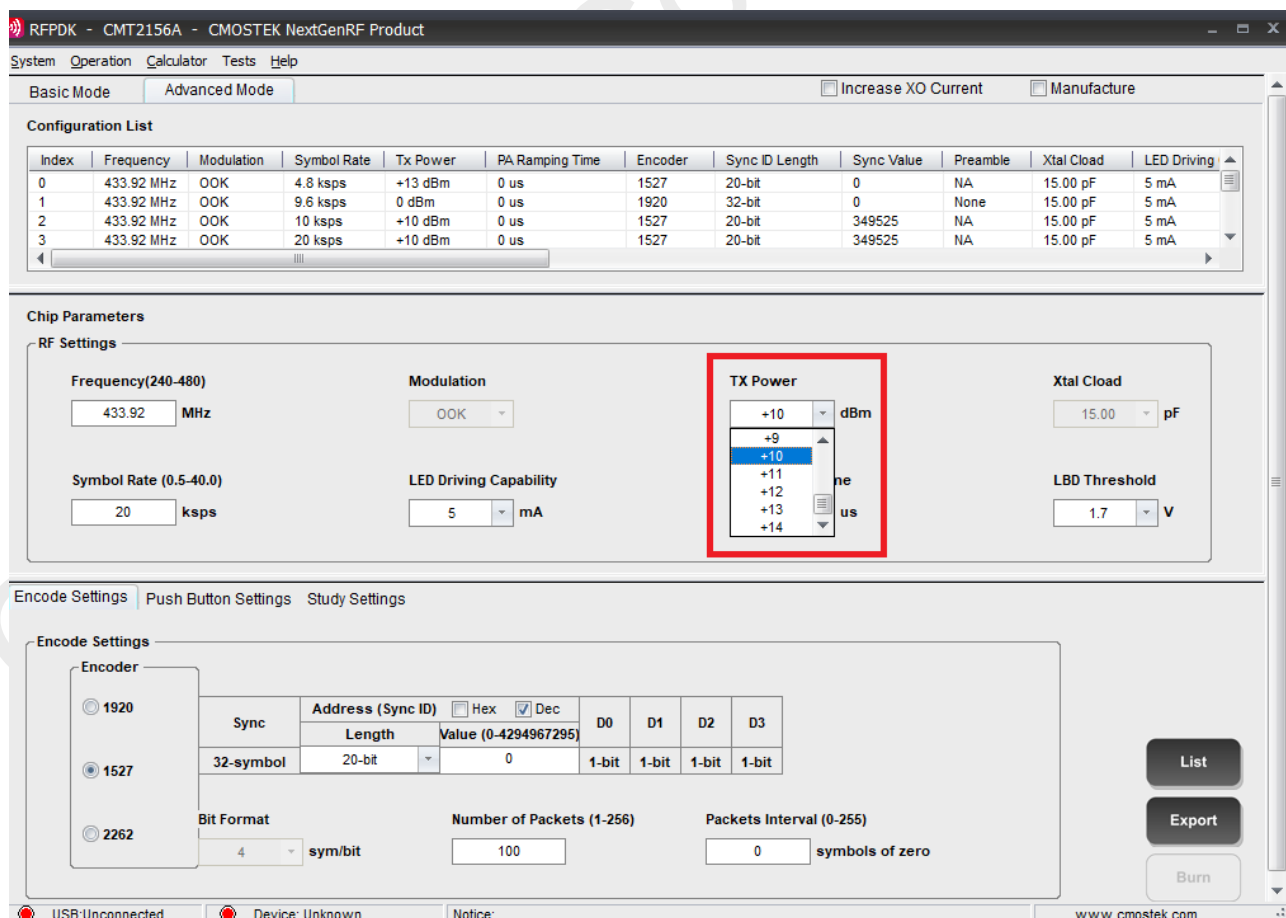 RFPDK - CMT2156A - CMOSTEK NextGenRF Product
System Operation Calculator Tests Help
Basic Mode Advanced Mode Increase XO Current Manufacture
Configuration List
Index Frequency Modulation Symbol Rate Tx Power PA Ramping Time Encoder Sync ID Length Sync Value Preamble Xtal Cload LED Driving
0 433.92 MHz OOK 4.8 ksps +13 dBm 0 us 1527 20-bit 0 NA 15.00 pF 5 mA
1 433.92 MHz OOK 9.6 ksps 0 dBm 0 us 1920 32-bit 0 None 15.00 pF 5 mA
2 433.92 MHz OOK 10 ksps +10 dBm 0 us 1527 20-bit 349525 NA 15.00 pF 5 mA
3 433.92 MHz OOK 20 ksps +10 dBm 0 us 1527 20-bit 349525 NA 15.00 pF 5 mA
Chip Parameters
RF Settings
Frequency(240-480) Modulation TX Power Xtal Cload
433.92 MHz OOK +10 dBm 15.00 pF
+9
+10
+11
+12
+13
+14
Symbol Rate (0.5-40.0) LED Driving Capability ne LBD Threshold
20 ksps 5 mA us 1.7 V
Encode Settings Push Button Settings Study Settings
Encode Settings
Encoder
1920
1527
2262
Sync Address (Sync ID) Hex Dec D0 D1 D2 D3
Length Value (0-4294967295)
32-symbol 20-bit 0 1-bit 1-bit 1-bit 1-bit
Bit Format Number of Packets (1-256) Packets Interval (0-255)
4 sym/bit 100 0 symbols of zero
List
Export
Burn
USB:Unconnected Device: Unknown Notice: www.cmostek.com